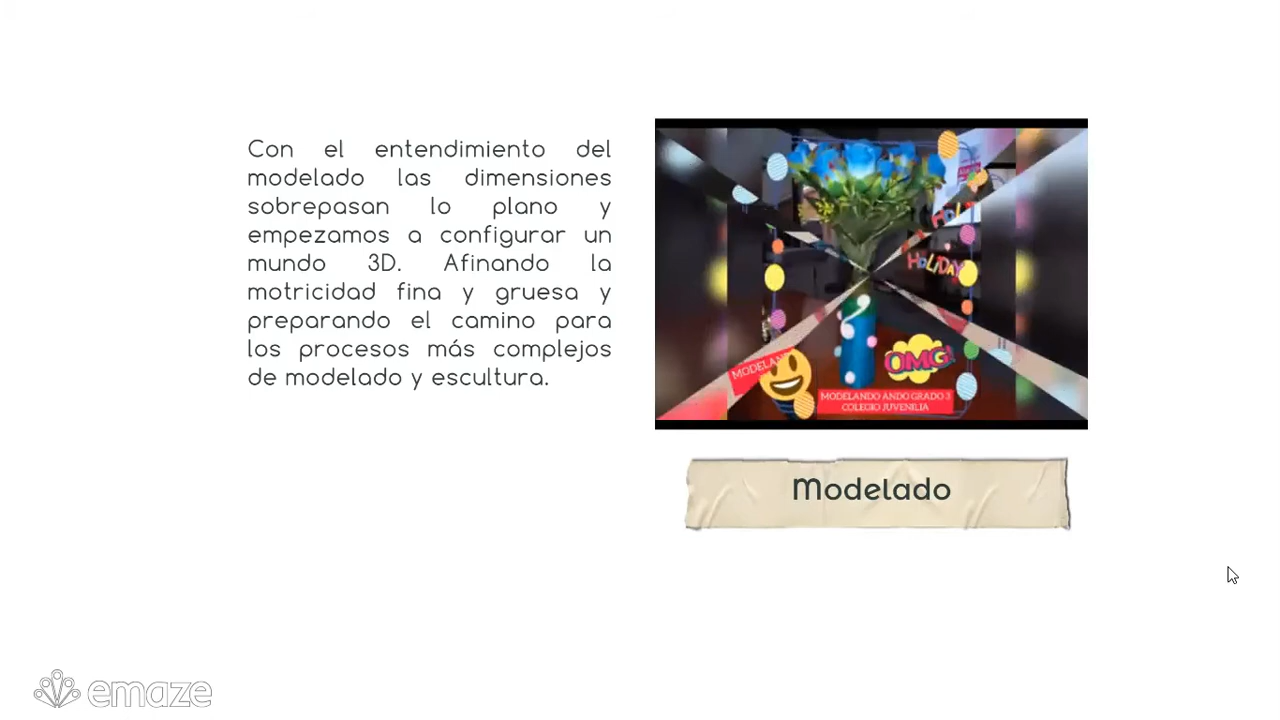 Con el entendimiento del
modelado las dimensiones
sobrepasan lo plano y
empezamos a configurar un
mundo 3D. Afinando la
motricidad fina y gruesa y
preparando el camino para
los procesos más complejos
de modelado y escultura.
HOLI
HOLIDAY
OMG!
MODELAN
MODELANDO ANDO GRADO 3
COLEGIO JUVENILIA
Modelado
emaze